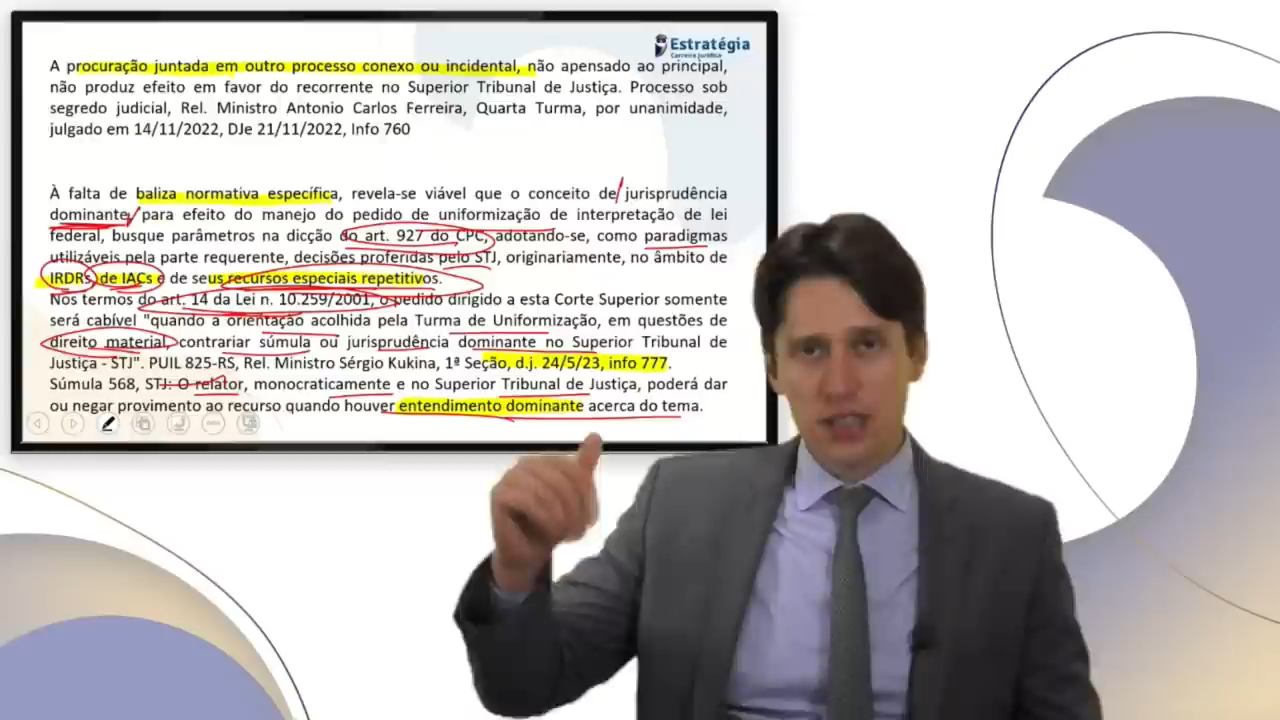 Estratégia
Carreira Jurídica
A procuração juntada em outro processo conexo ou incidental, não apensado ao principal,
não produz efeito em favor do recorrente no Superior Tribunal de Justiça. Processo sob
segredo judicial, Rel. Ministro Antonio Carlos Ferreira, Quarta Turma, por unanimidade,
julgado em 14/11/2022, DJe 21/11/2022, Info 760
À falta de baliza normativa específica, revela-se viável que o conceito de jurisprudência
dominante para efeito do manejo do pedido de uniformização de interpretação de lei
federal, busque parâmetros na dicção do art. 927 do CPC, adotando-se, como paradigmas
utilizáveis pela parte requerente, decisões proferidas pelo STJ, originariamente, no âmbito de
IRDRs, de IACs e de seus recursos especiais repetitivos.
Nos termos do art. 14 da Lei n. 10.259/2001, o pedido dirigido a esta Corte Superior somente
será cabível "quando a orientação acolhida pela Turma de Uniformização, em questões de
direito material, contrariar súmula ou jurisprudência dominante no Superior Tribunal de
Justiça - STJ". PUIL 825-RS, Rel. Ministro Sérgio Kukina, 1ª Seção, d.j. 24/5/23, info 777.
Súmula 568, STJ: O relator, monocraticamente e no Superior Tribunal de Justiça, poderá dar
ou negar provimento ao recurso quando houver entendimento dominante acerca do tema.